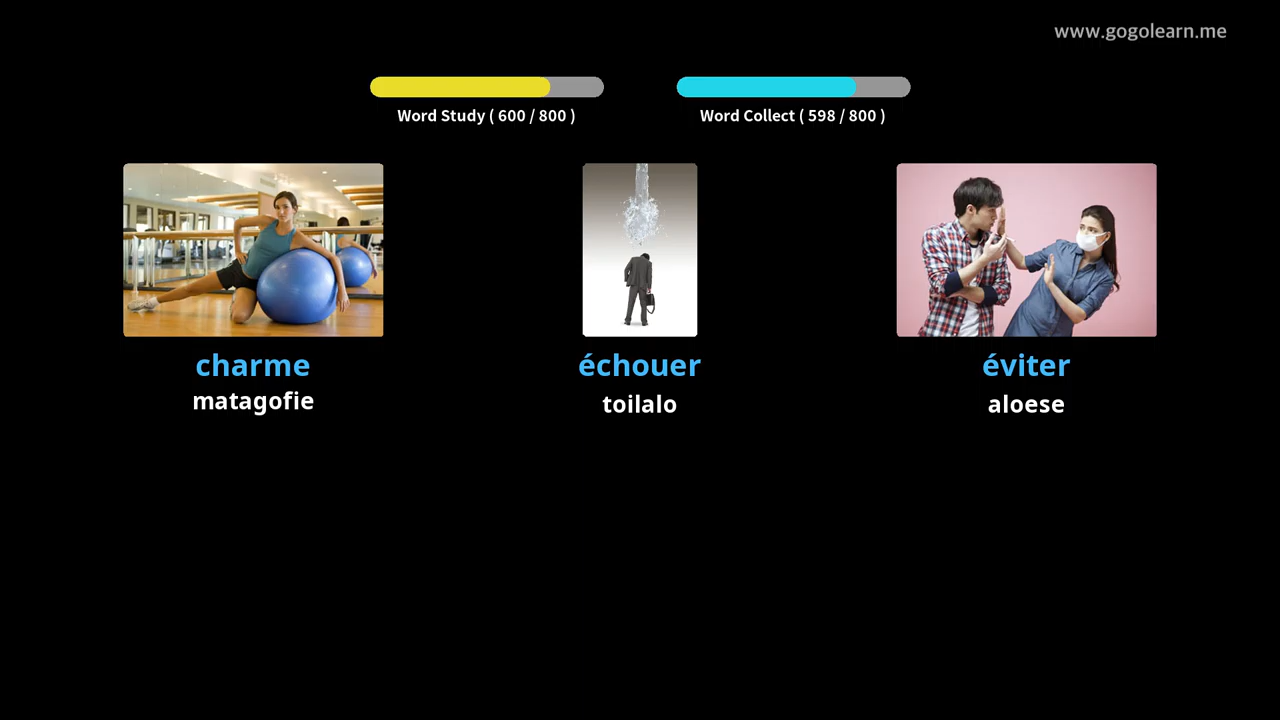 www.gogolearn.me
Word Study ( 600 / 800 )
Word Collect ( 598 / 800 )
charme
matagofie
échouer
toilalo
éviter
aloese